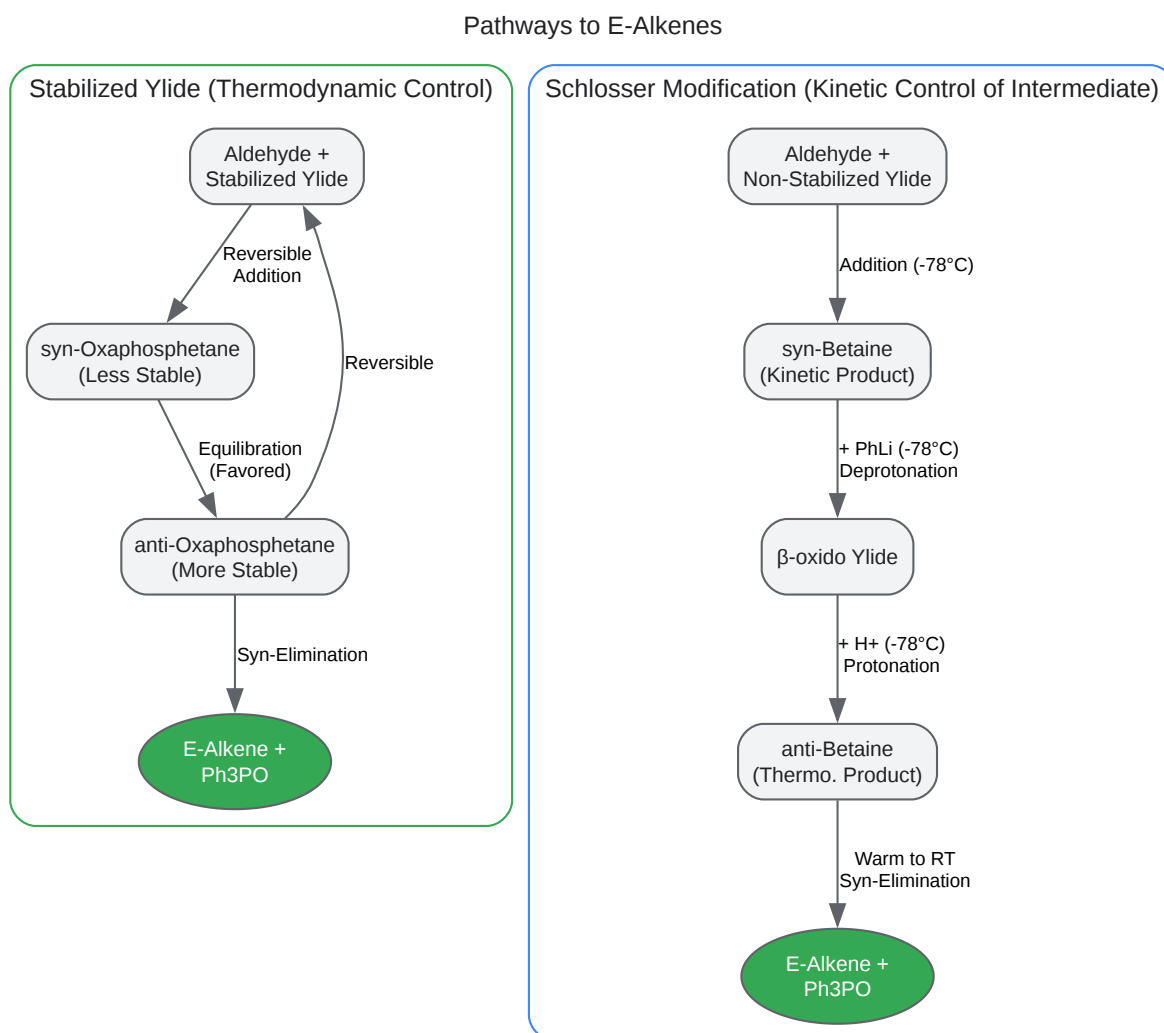 Pathways to E-Alkenes
Stabilized Ylide (Thermodynamic Control)
Aldehyde +
Stabilized Ylide
Reversible
Addition
syn-Oxaphosphetane
(Less Stable)
Reversible
Equilibration
(Favored)
anti-Oxaphosphetane
(More Stable)
Syn-Elimination
E-Alkene +
Ph3PO
Schlosser Modification (Kinetic Control of Intermediate)
Aldehyde +
Non-Stabilized Ylide
Addition (-78°C)
syn-Betaine
(Kinetic Product)
+ PhLi (-78°C)
Deprotonation
β-oxido Ylide
+ H+ (-78°C)
Protonation
anti-Betaine
(Thermo. Product)
Warm to RT
Syn-Elimination
E-Alkene +
Ph3PO